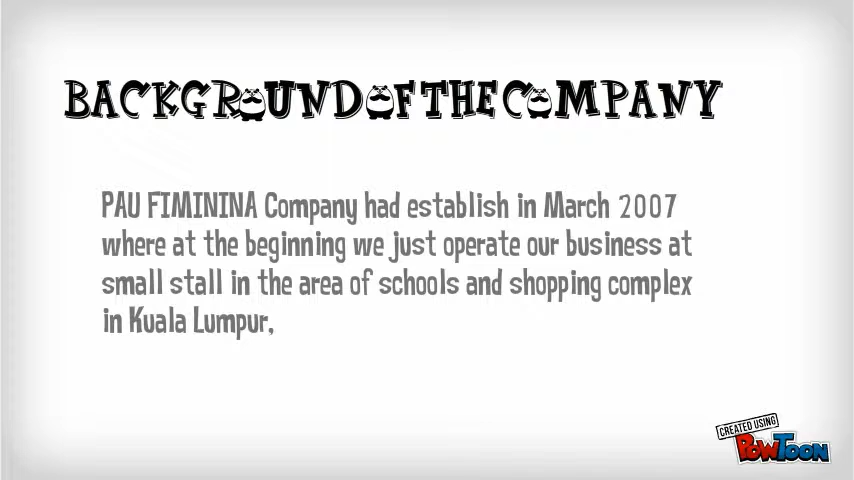 BACKGROUNDOFTHECOMPANY
PAU FIMININA Company had establish in March 2007
where at the beginning we just operate our business at
small stall in the area of schools and shopping complex
in Kuala Lumpur,
CREATED USING
POWTOON